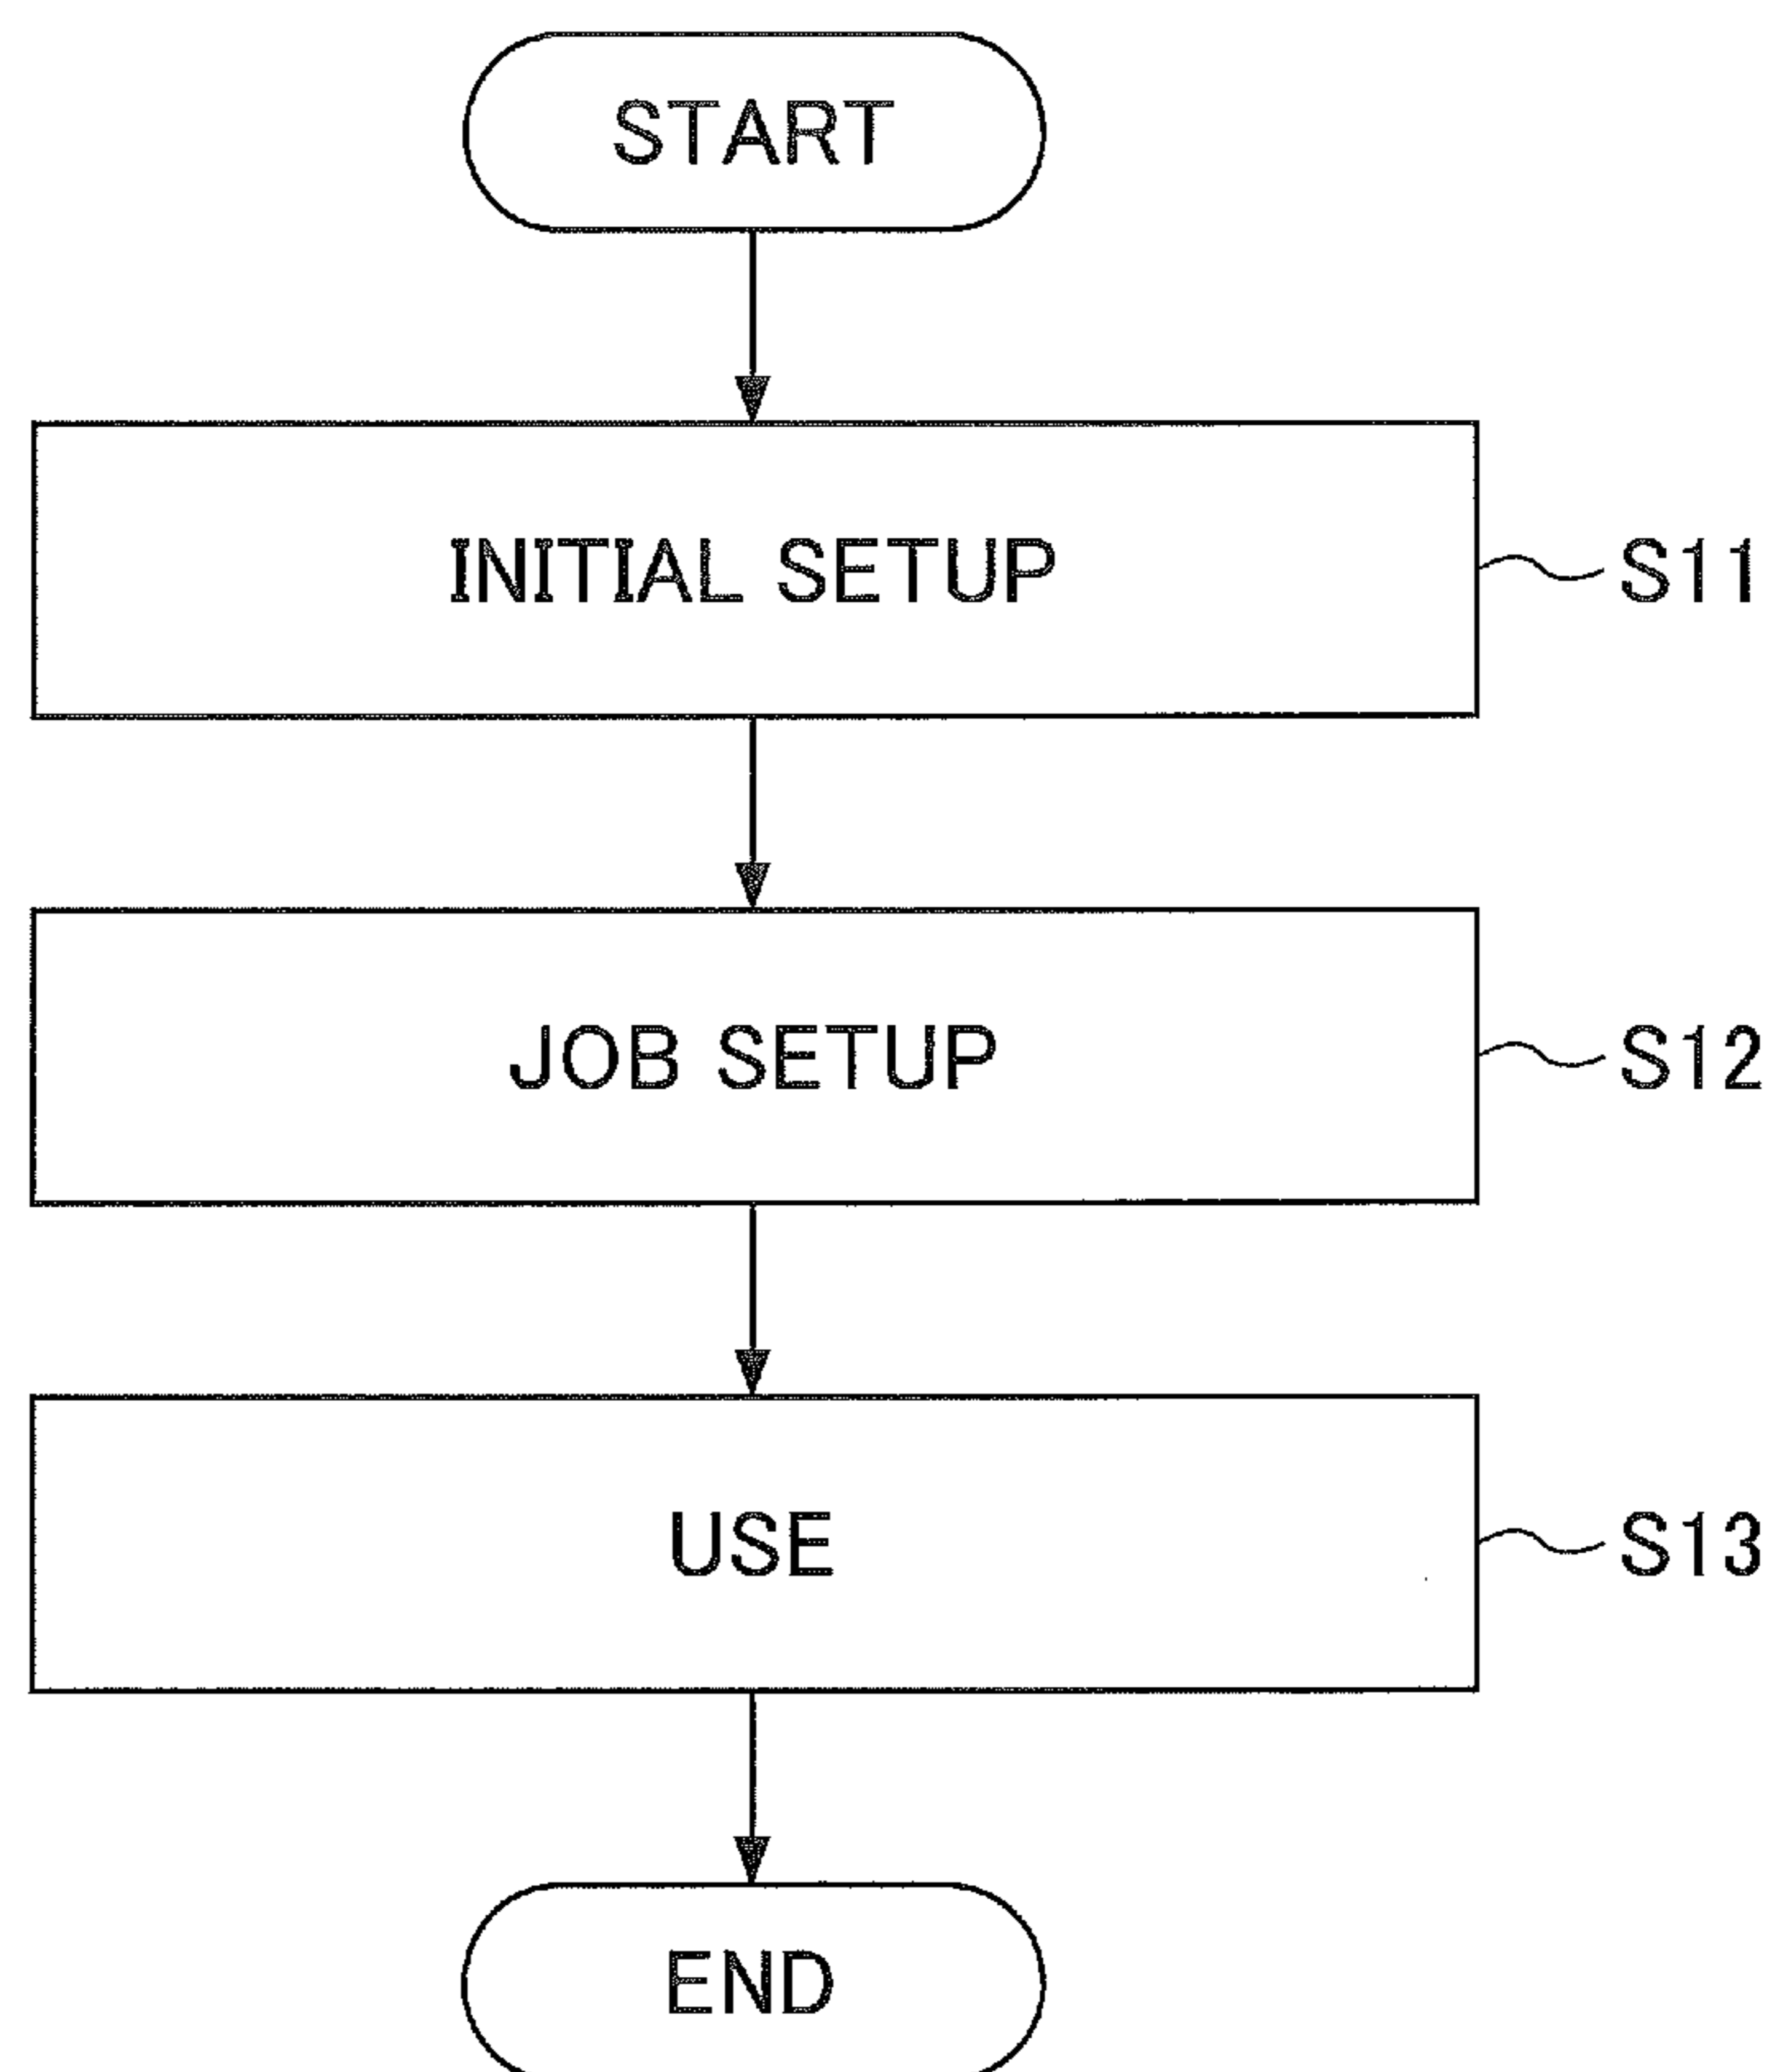 START
INITIAL SETUP S11
JOB SETUP S12
USE S13
END